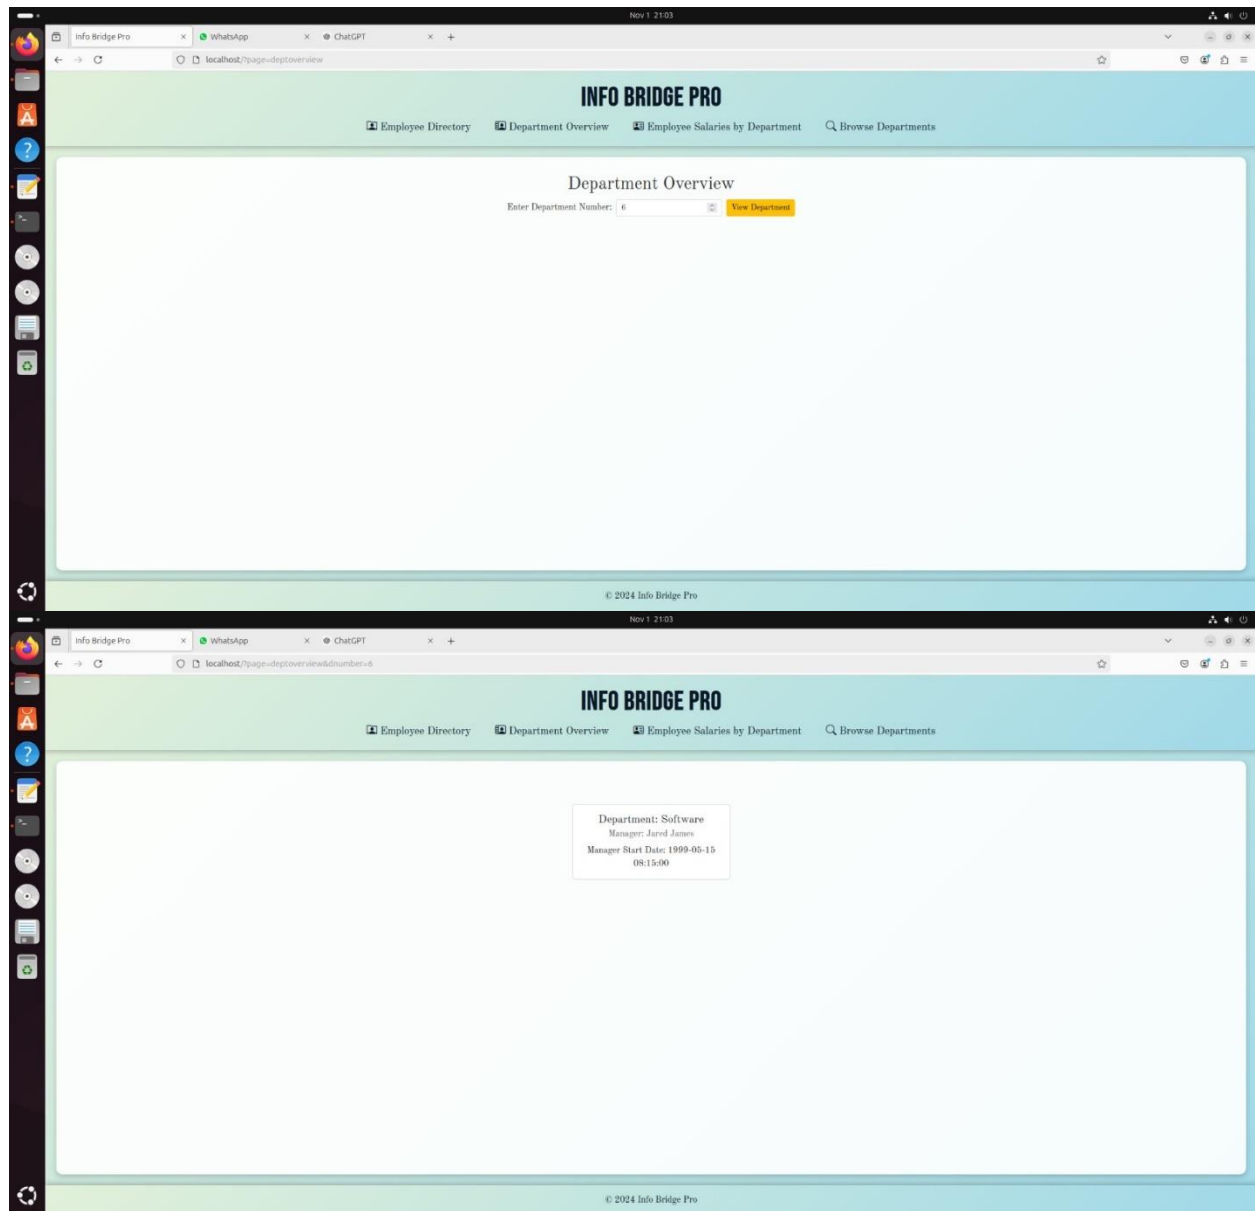 Nov 1 21:03
Info Bridge Pro
WhatsApp
ChatGPT
localhost/?page=deptoverview
INFO BRIDGE PRO
Employee Directory
Department Overview
Employee Salaries by Department
Browse Departments
Department Overview
Enter Department Number: 6 View Department
© 2024 Info Bridge Pro
Nov 1 21:03
Info Bridge Pro
WhatsApp
ChatGPT
localhost/?page=deptoverview&dnumber=6
INFO BRIDGE PRO
Employee Directory
Department Overview
Employee Salaries by Department
Browse Departments
Department: Software
Manager: Jared James
Manager Start Date: 1999-05-15
08:15:00
© 2024 Info Bridge Pro